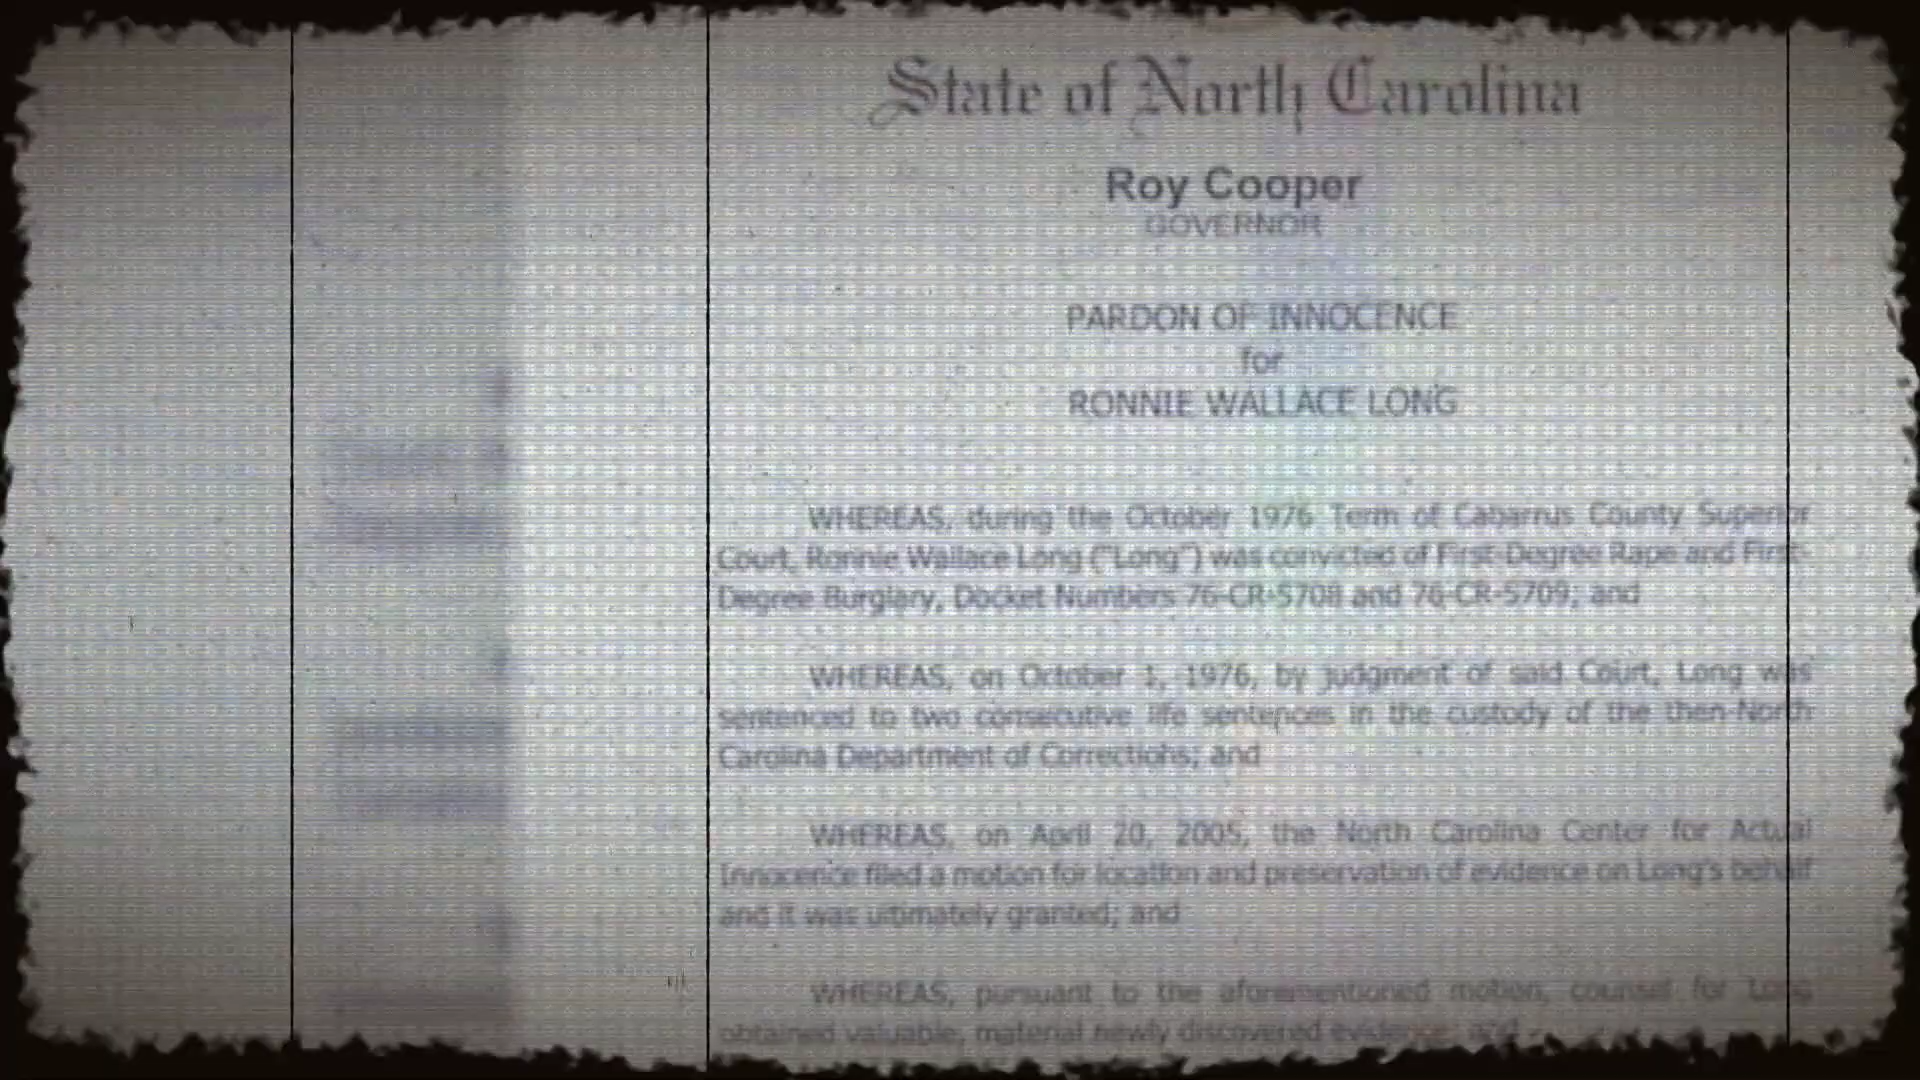 State of North Carolina
Roy Cooper
GOVERNOR
PARDON OF INNOCENCE
for
RONNIE WALLACE LONG
WHEREAS, during the October 1976 Term of Cabarrus County Superior
Court, Ronnie Wallace Long ("Long") was convicted of First-Degree Rape and First-
Degree Burglary, Docket Numbers 76-CR-5708 and 76-CR-5709; and
WHEREAS, on October 1, 1976, by judgment of said Court, Long was
sentenced to two consecutive life sentences in the custody of the then-North
Carolina Department of Corrections; and
WHEREAS, on April 20, 2005, the North Carolina Center for Actual
Innocence filed a motion for location and preservation of evidence on Long's behalf
and it was ultimately granted; and
WHEREAS, pursuant to the aforementioned motion, counsel for Long
obtained valuable, material newly discovered evidence; and